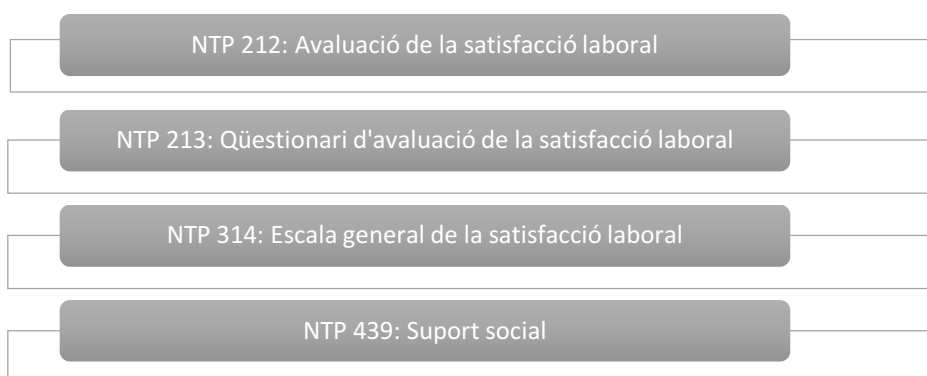 NTP 212: Avaluació de la satisfacció laboral
NTP 213: Qüestionari d'avaluació de la satisfacció laboral
NTP 314: Escala general de la satisfacció laboral
NTP 439: Suport social